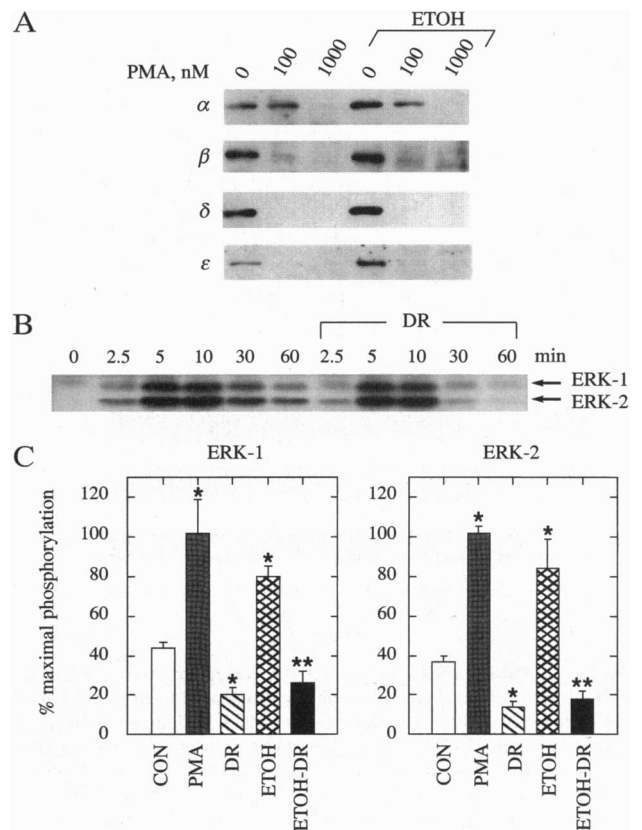 A
ETOH
PMA, nM 0 100 1000 0 100 1000
α
β
δ
ε
B
DR
0 2.5 5 10 30 60 2.5 5 10 30 60 min
ERK-1
ERK-2
C
ERK-1 ERK-2
% maximal phosphorylation
120 120
100 100
80 80
60 60
40 40
20 20
0 0
* * * ** * * * **
CON PMA DR ETOH ETOH-DR CON PMA DR ETOH ETOH-DR